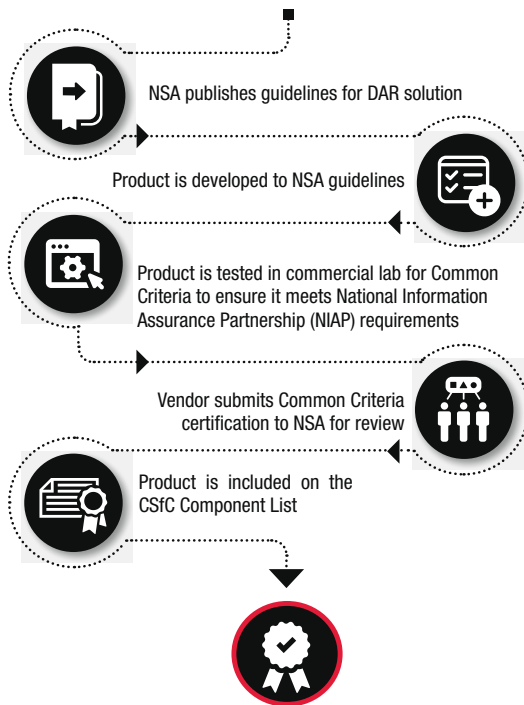 NSA publishes guidelines for DAR solution
Product is developed to NSA guidelines
Product is tested in commercial lab for Common
Criteria to ensure it meets National Information
Assurance Partnership (NIAP) requirements
Vendor submits Common Criteria
certification to NSA for review
Product is included on the
CSfC Component List